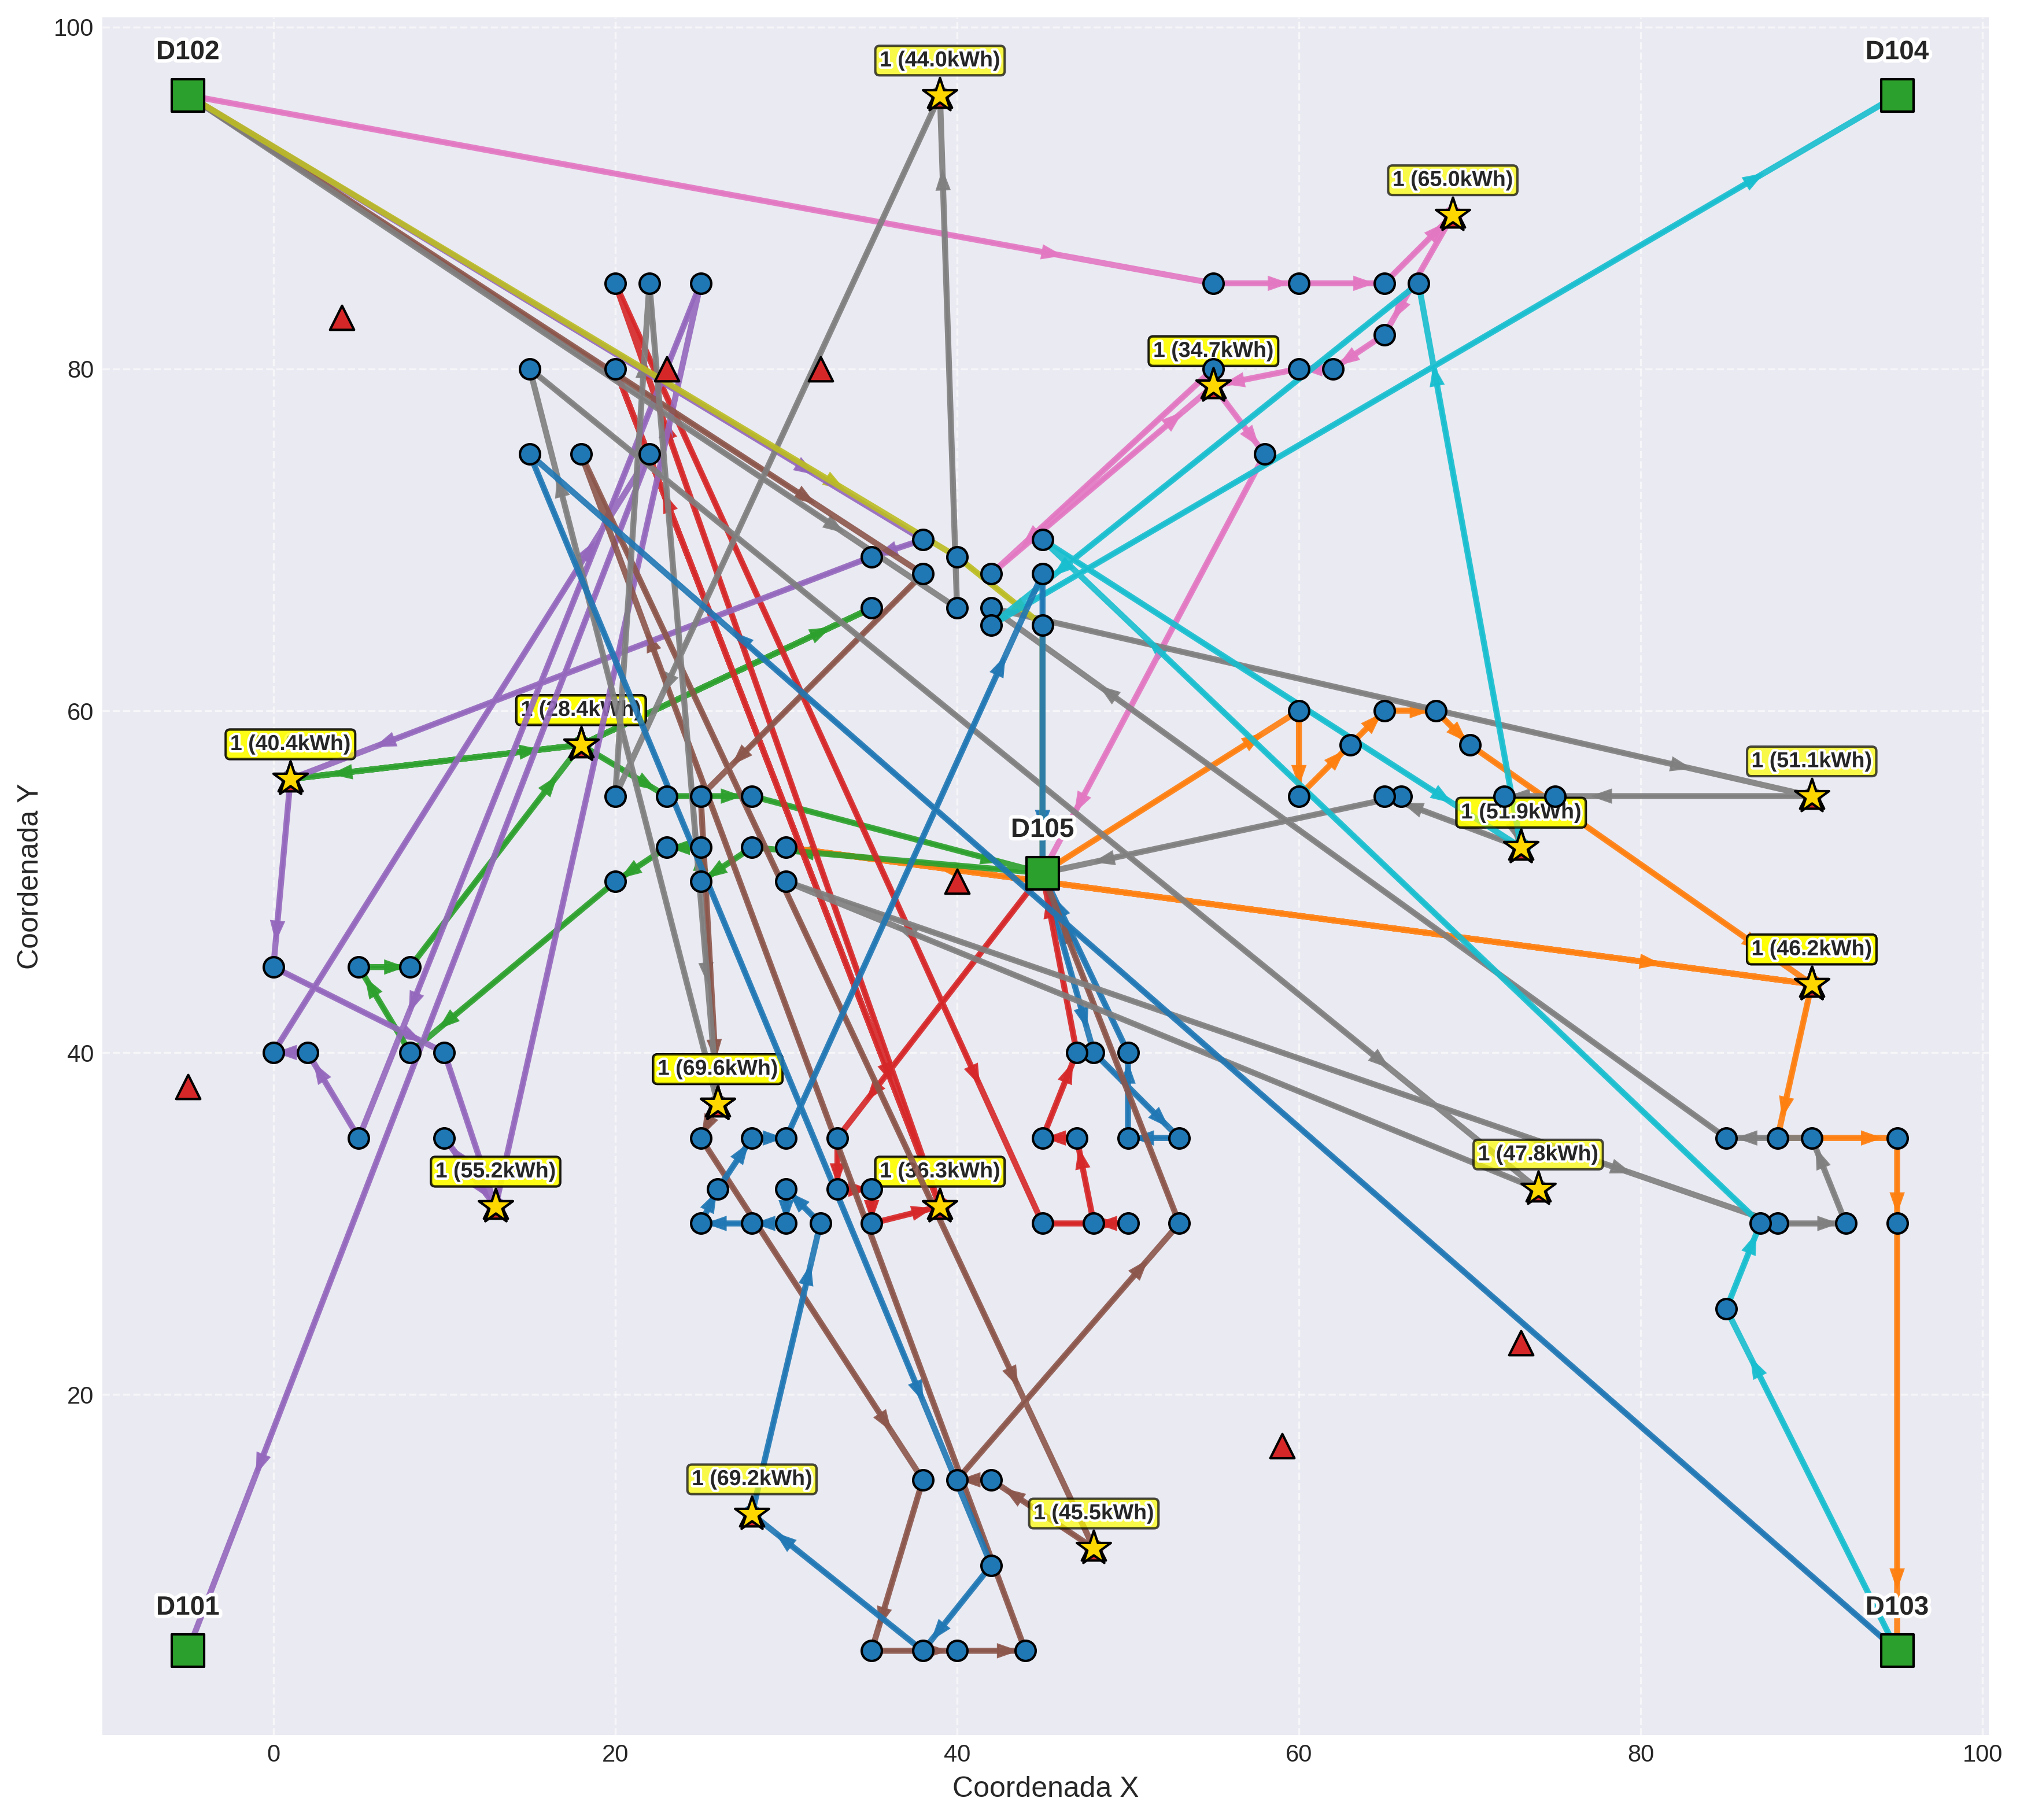 100
D102
1 (44.0kWh)
D104
1 (65.0kWh)
80
1 (34.7kWh)
60
1 (28.4kWh)
1 (40.4kWh)
1 (51.1kWh)
1 (51.9kWh)
D105
1 (46.2kWh)
40
1 (69.6kWh)
1 (47.8kWh)
1 (55.2kWh)
1 (36.3kWh)
20
1 (69.2kWh)
1 (45.5kWh)
D101
D103
0
20
40
60
80
100
Coordenada X
Coordenada Y